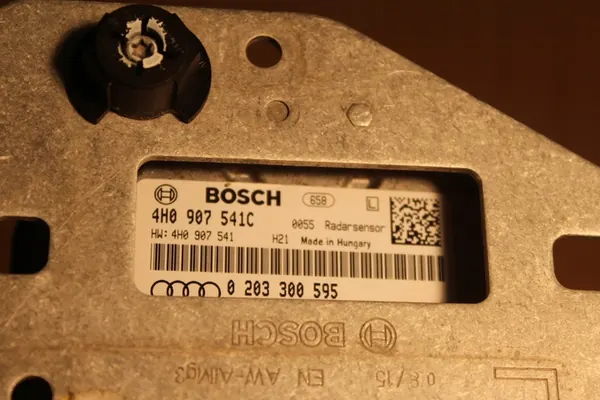 BOSCH 658 L
4H0 907 541C 0055 Radarsensor
HW: 4H0 907 541 H21 Made in Hungary
0 203 300 595
BOSCH
EN AW-AlMg3 08/15